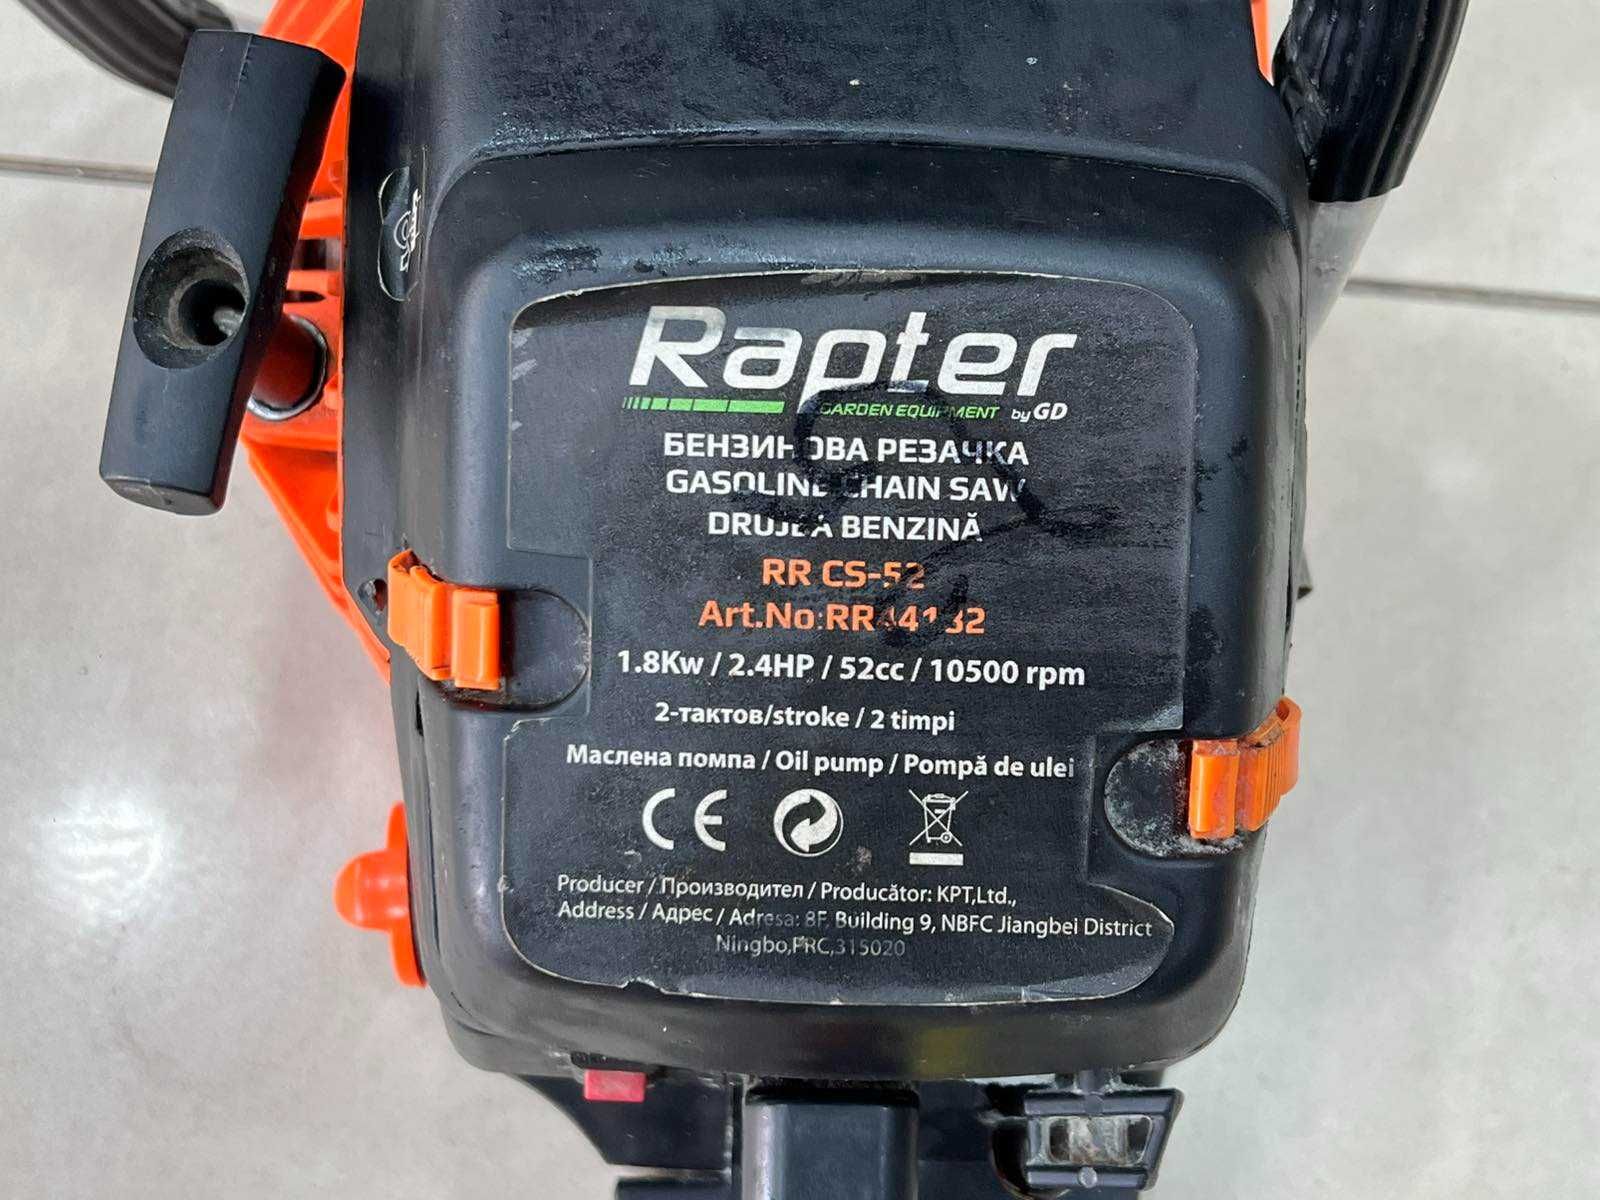 Rapter
GARDEN EQUIPMENT by GD
БЕНЗИНОВА РЕЗАЧКА
GASOLINE CHAIN SAW
DRUJBA BENZINĂ
RR CS-52
Art.No:
1.8Kw / 2.4HP / 52cc / 10500 rpm
2-тактов/stroke / 2 timpi
Маслена помпа / Oil pump / Pompă de ulei
CE
Producer / Производител / Producător: KPT,Ltd.,
Address / Адрес / Adresa: 8F, Building 9, NBFC Jiangbei District
Ningbo,PRC,315020